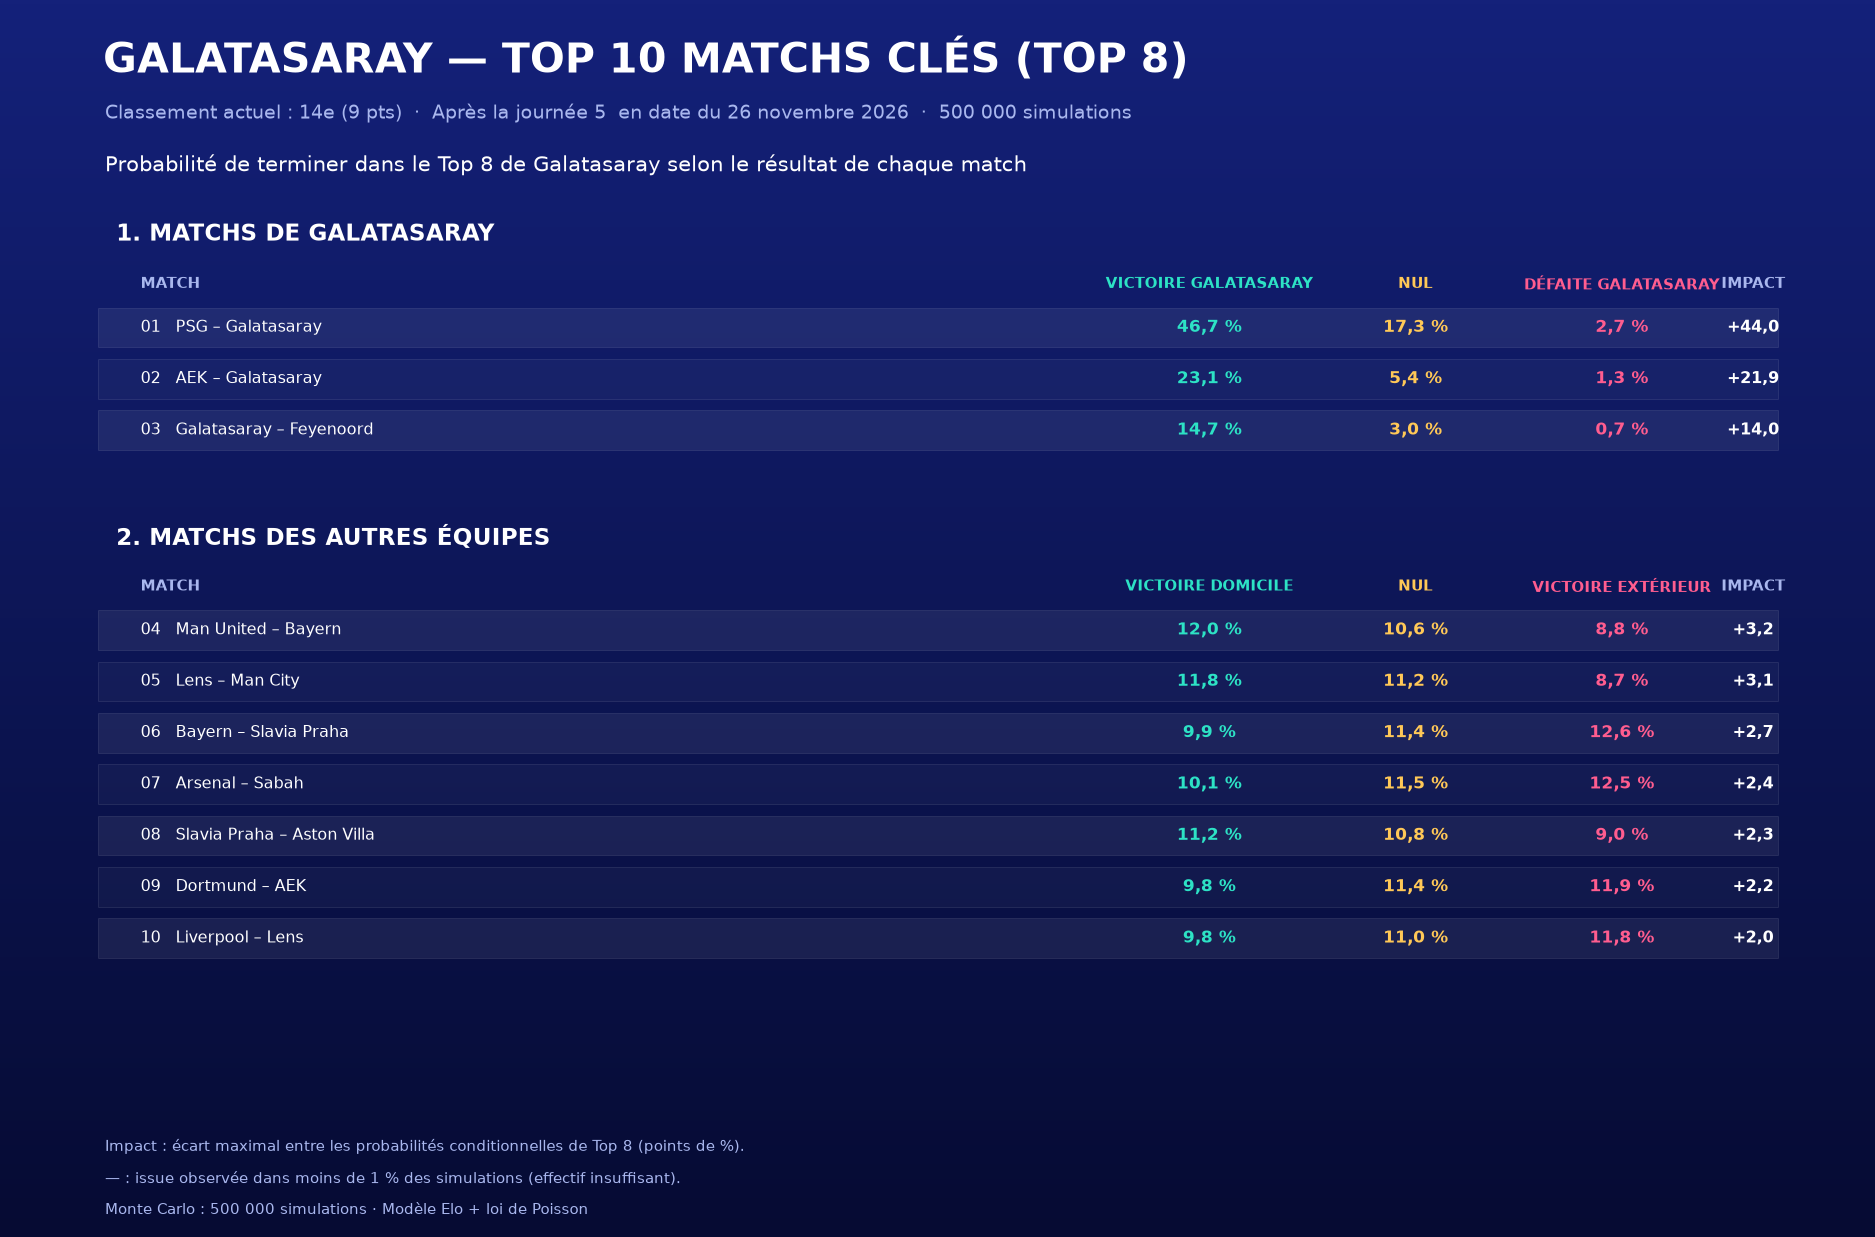 GALATASARAY — TOP 10 MATCHS CLÉS (TOP 8)
Classement actuel : 14e (9 pts) · Après la journée 5 en date du 26 novembre 2026 · 500 000 simulations
Probabilité de terminer dans le Top 8 de Galatasaray selon le résultat de chaque match
1. MATCHS DE GALATASARAY
MATCH VICTOIRE GALATASARAY NUL DÉFAITE GALATASARAY IMPACT
01 PSG – Galatasaray 46,7 % 17,3 % 2,7 % +44,0
02 AEK – Galatasaray 23,1 % 5,4 % 1,3 % +21,9
03 Galatasaray – Feyenoord 14,7 % 3,0 % 0,7 % +14,0
2. MATCHS DES AUTRES ÉQUIPES
MATCH VICTOIRE DOMICILE NUL VICTOIRE EXTÉRIEUR IMPACT
04 Man United – Bayern 12,0 % 10,6 % 8,8 % +3,2
05 Lens – Man City 11,8 % 11,2 % 8,7 % +3,1
06 Bayern – Slavia Praha 9,9 % 11,4 % 12,6 % +2,7
07 Arsenal – Sabah 10,1 % 11,5 % 12,5 % +2,4
08 Slavia Praha – Aston Villa 11,2 % 10,8 % 9,0 % +2,3
09 Dortmund – AEK 9,8 % 11,4 % 11,9 % +2,2
10 Liverpool – Lens 9,8 % 11,0 % 11,8 % +2,0
Impact : écart maximal entre les probabilités conditionnelles de Top 8 (points de %).
— : issue observée dans moins de 1 % des simulations (effectif insuffisant).
Monte Carlo : 500 000 simulations · Modèle Elo + loi de Poisson